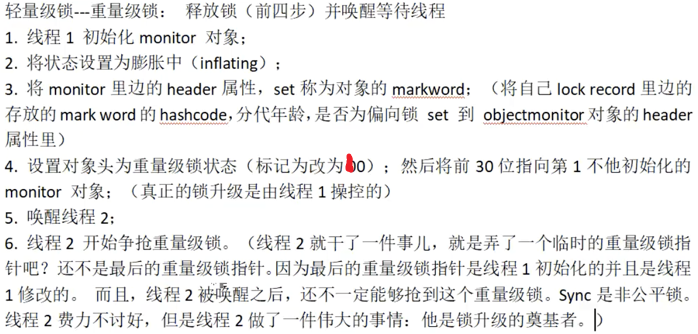 轻量级锁---重量级锁： 释放锁（前四步）并唤醒等待线程
1. 线程1 初始化monitor 对象；
2. 将状态设置为膨胀中（inflating）；
3. 将 monitor 里边的 header 属性，set 称为对象的 markword；（将自己 lock record 里边的
存放的 mark word 的 hashcode，分代年龄，是否为偏向锁 set 到 objectmonitor 对象的 header
属性里）
4. 设置对象头为重量级锁状态（标记为改为 0）；然后将前 30 位指向第 1 不他初始化的
monitor 对象；（真正的锁升级是由线程 1 操控的）
5. 唤醒线程 2；
6. 线程 2 开始争抢重量级锁。（线程 2 就干了一件事儿，就是弄了一个临时的重量级锁指
针吧？还不是最后的重量级锁指针。因为最后的重量级锁指针是线程 1 初始化的并且是线程
1 修改的。 而且，线程 2 被唤醒之后，还不一定能够抢到这个重量级锁。Sync 是非公平锁。
线程 2 费力不讨好，但是线程 2 做了一件伟大的事情：他是锁升级的奠基者。）